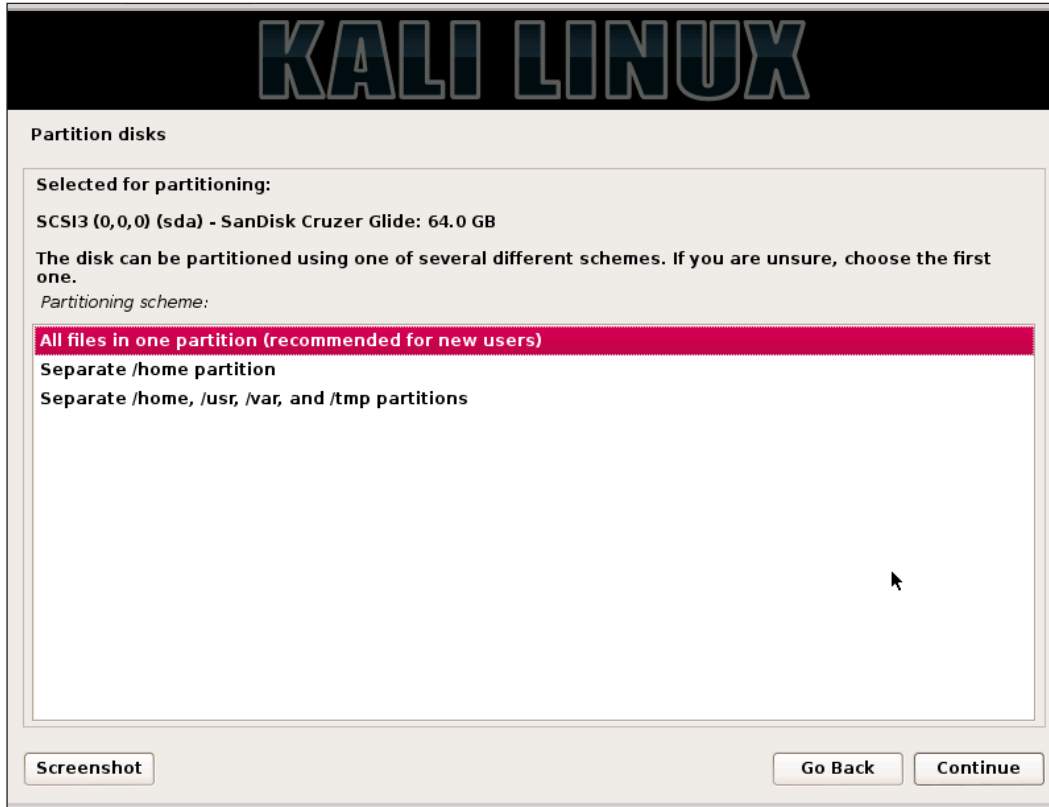 KALI LINUX
Partition disks
Selected for partitioning:
SCSI3 (0,0,0) (sda) - SanDisk Cruzer Glide: 64.0 GB
The disk can be partitioned using one of several different schemes. If you are unsure, choose the first
one.
Partitioning scheme:
All files in one partition (recommended for new users)
Separate /home partition
Separate /home, /usr, /var, and /tmp partitions
Screenshot
Go Back
Continue